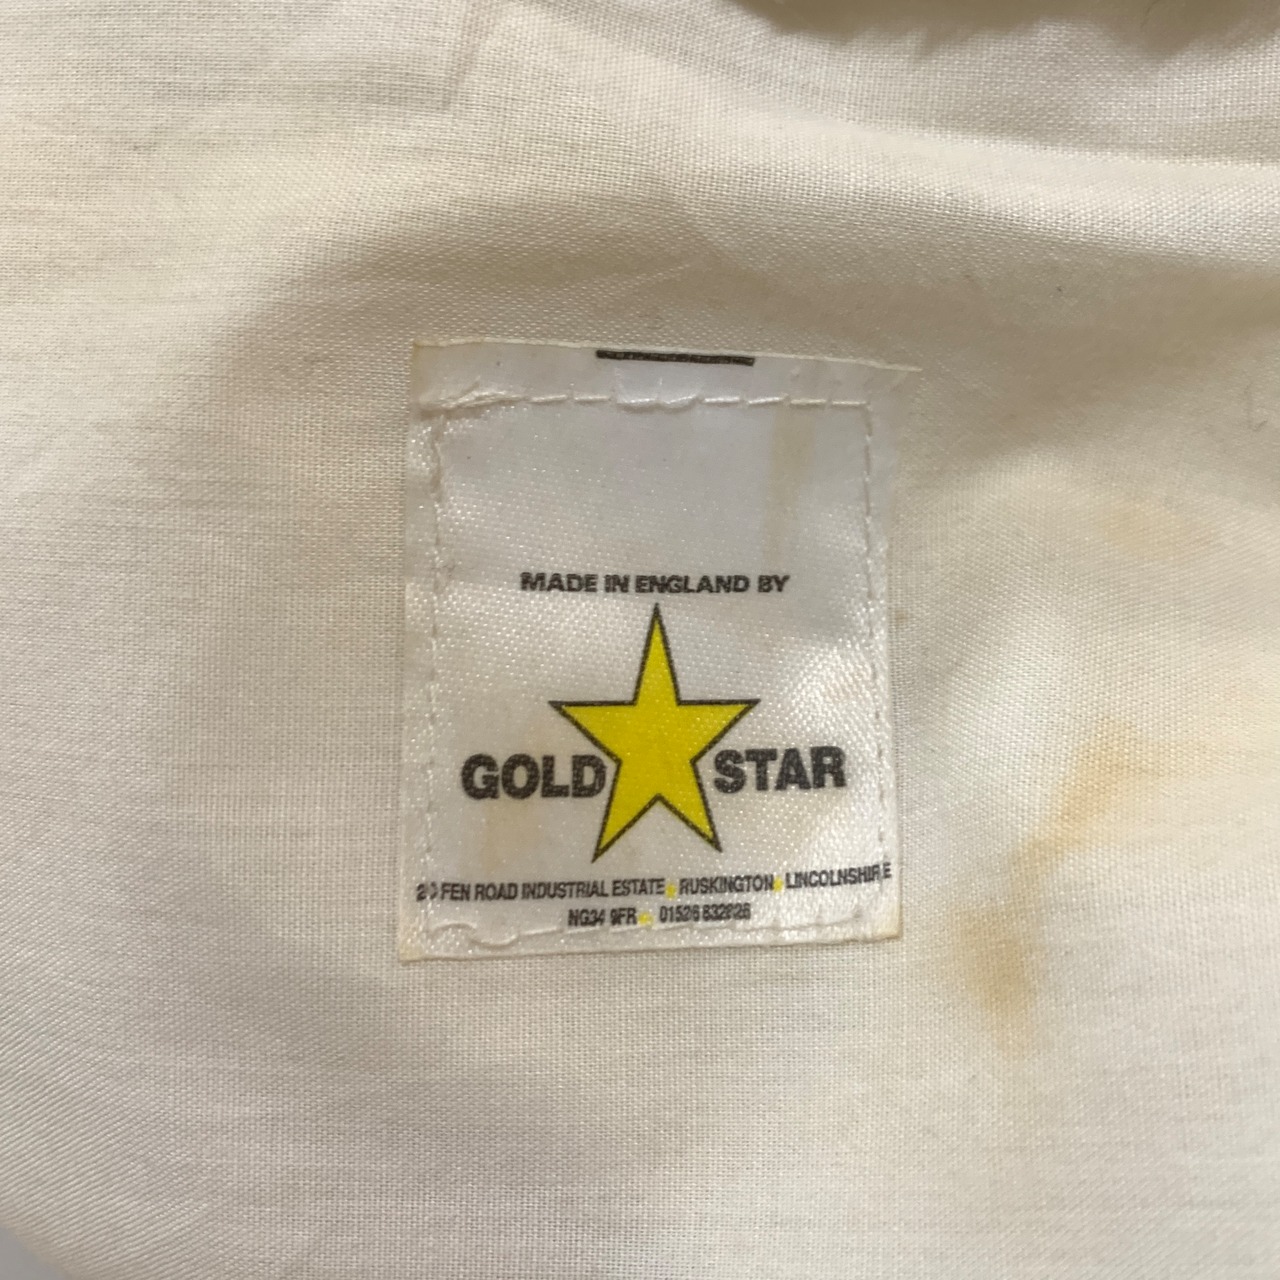 MADE IN ENGLAND BY
GOLD STAR
FEN ROAD INDUSTRIAL ESTATE RUSKINGTON LINCOLNSHIRE
NG34 9FR 01526 832826